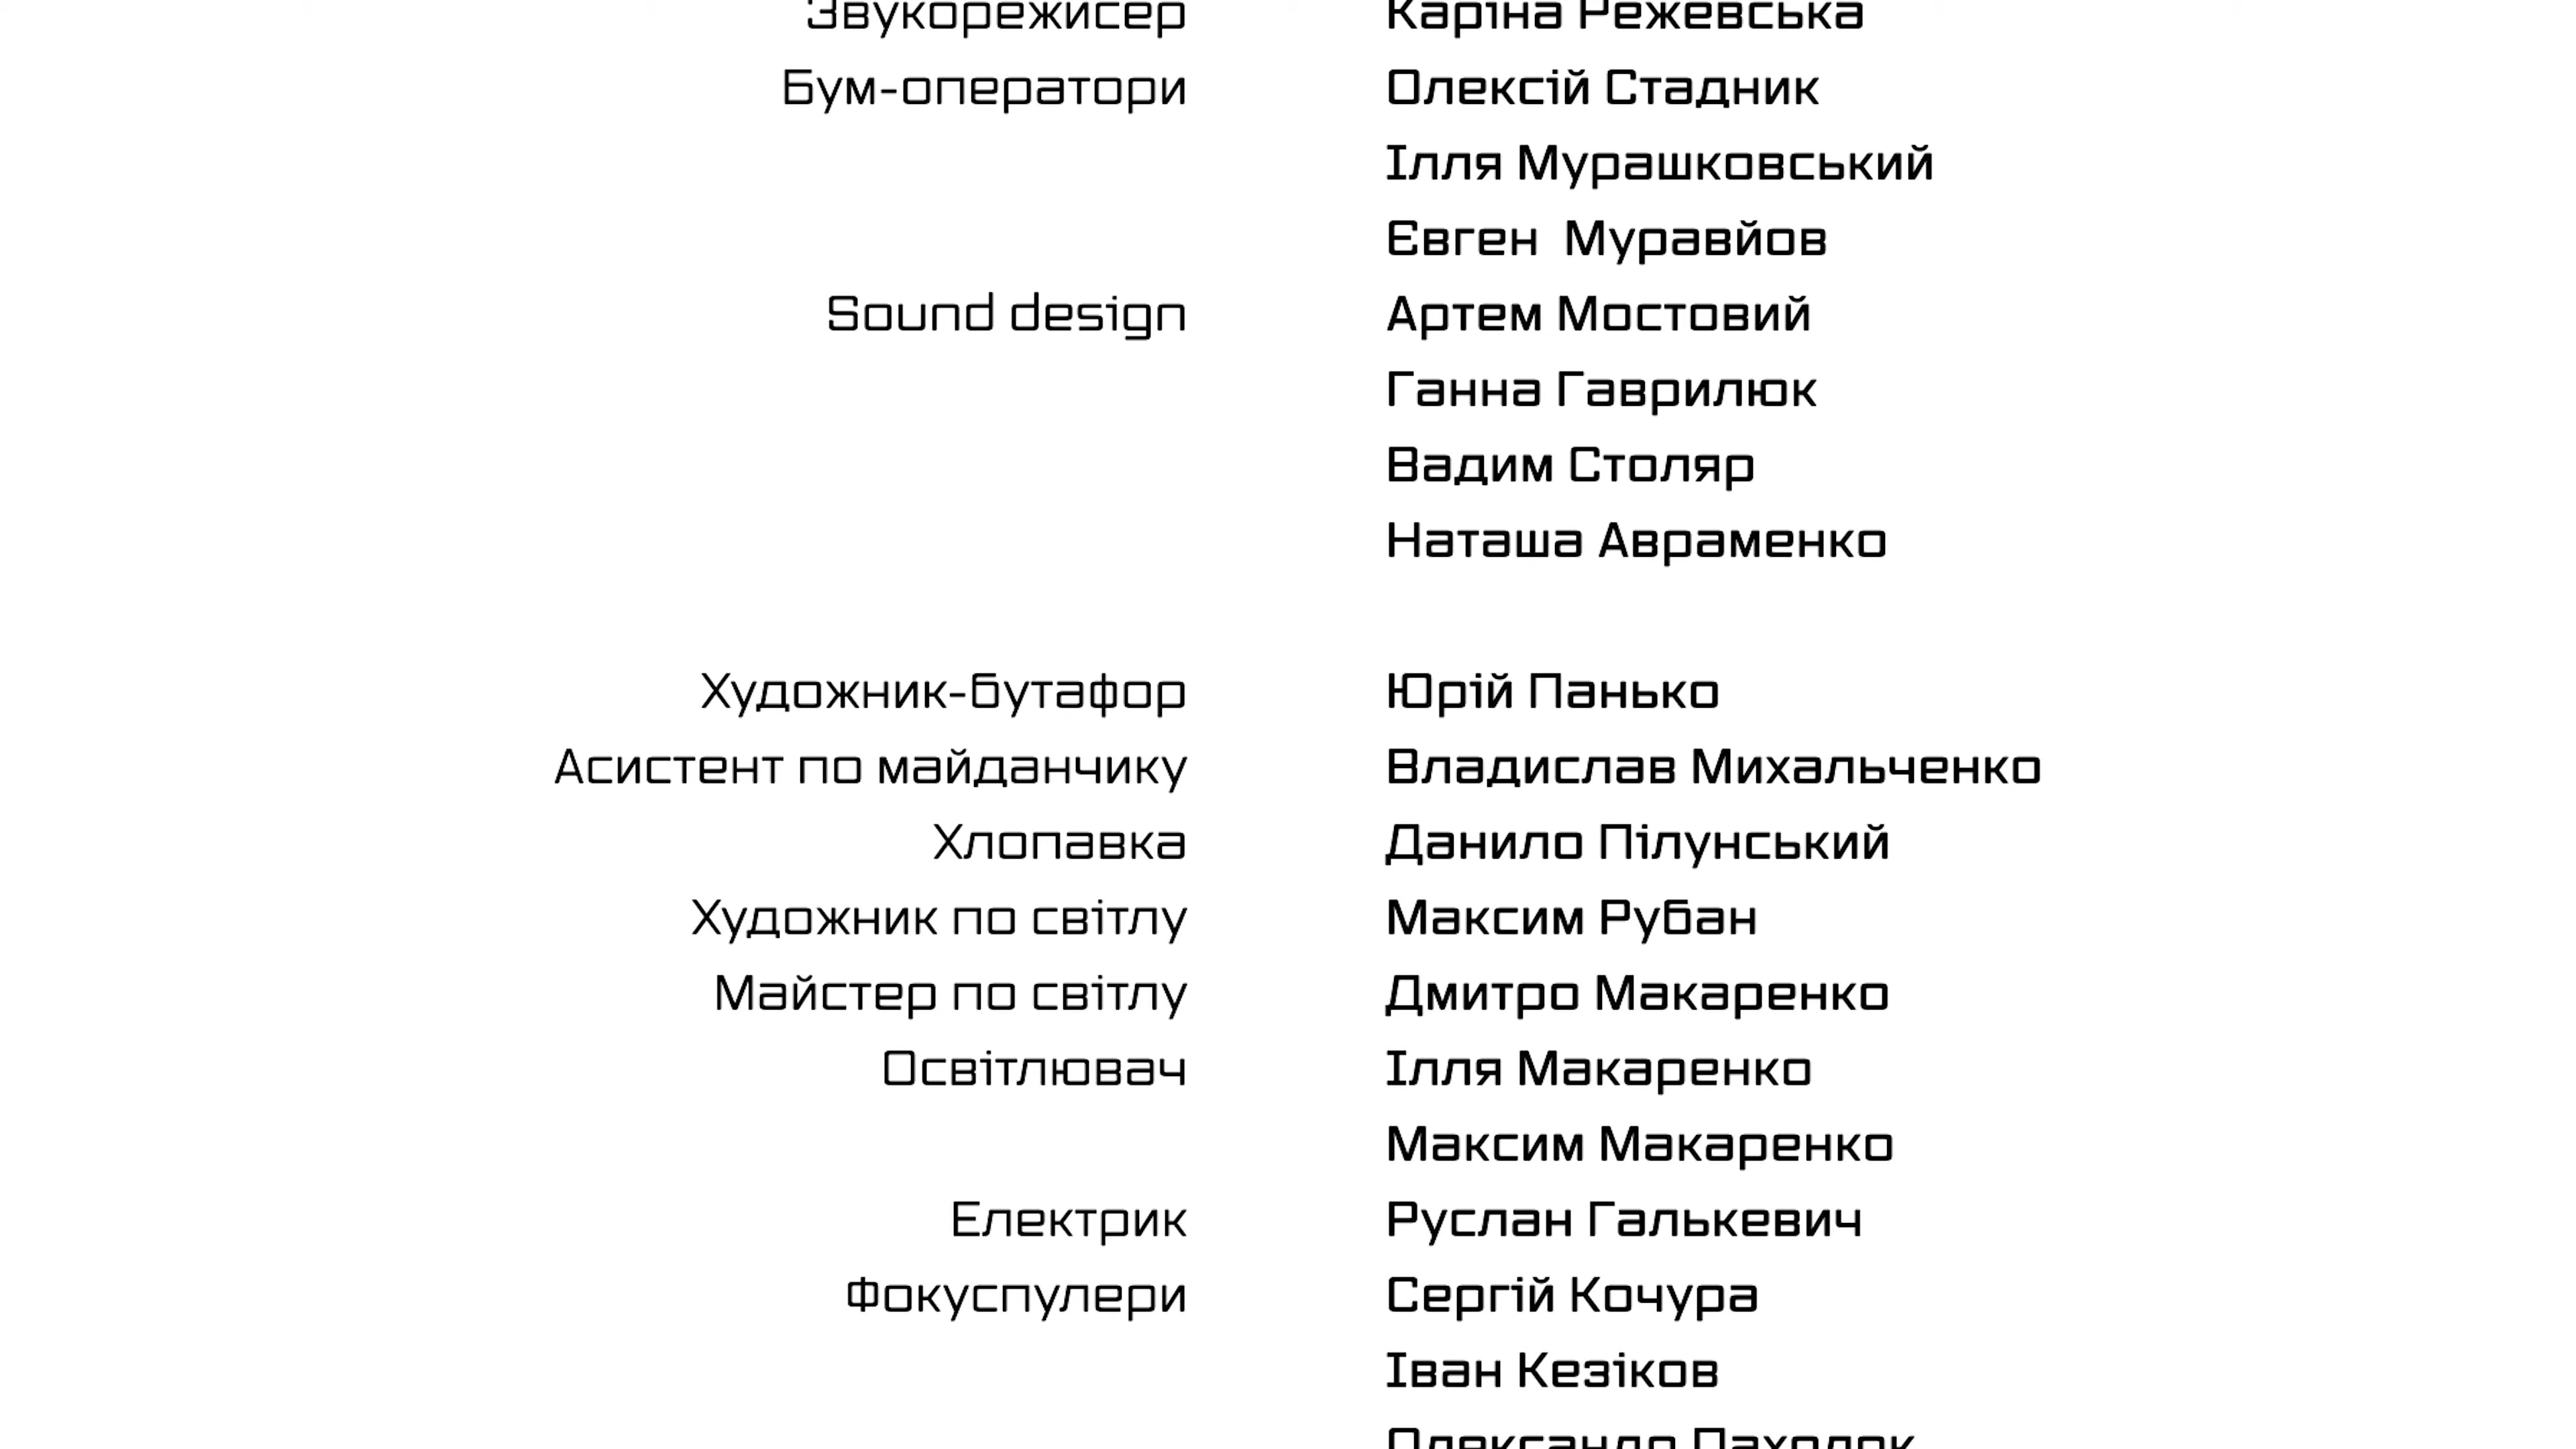 Звукорежисер Каріна Режевська
Бум-оператори Олексій Стадник
Ілля Мурашковський
Євген Муравйов
Sound design Артем Мостовий
Ганна Гаврилюк
Вадим Столяр
Наташа Авраменко
Художник-бутафор Юрій Панько
Асистент по майданчику Владислав Михальченко
Хлопавка Данило Пілунський
Художник по світлу Максим Рубан
Майстер по світлу Дмитро Макаренко
Освітлювач Ілля Макаренко
Максим Макаренко
Електрик Руслан Галькевич
Фокуспулери Сергій Кочура
Іван Кезіков
Олександр